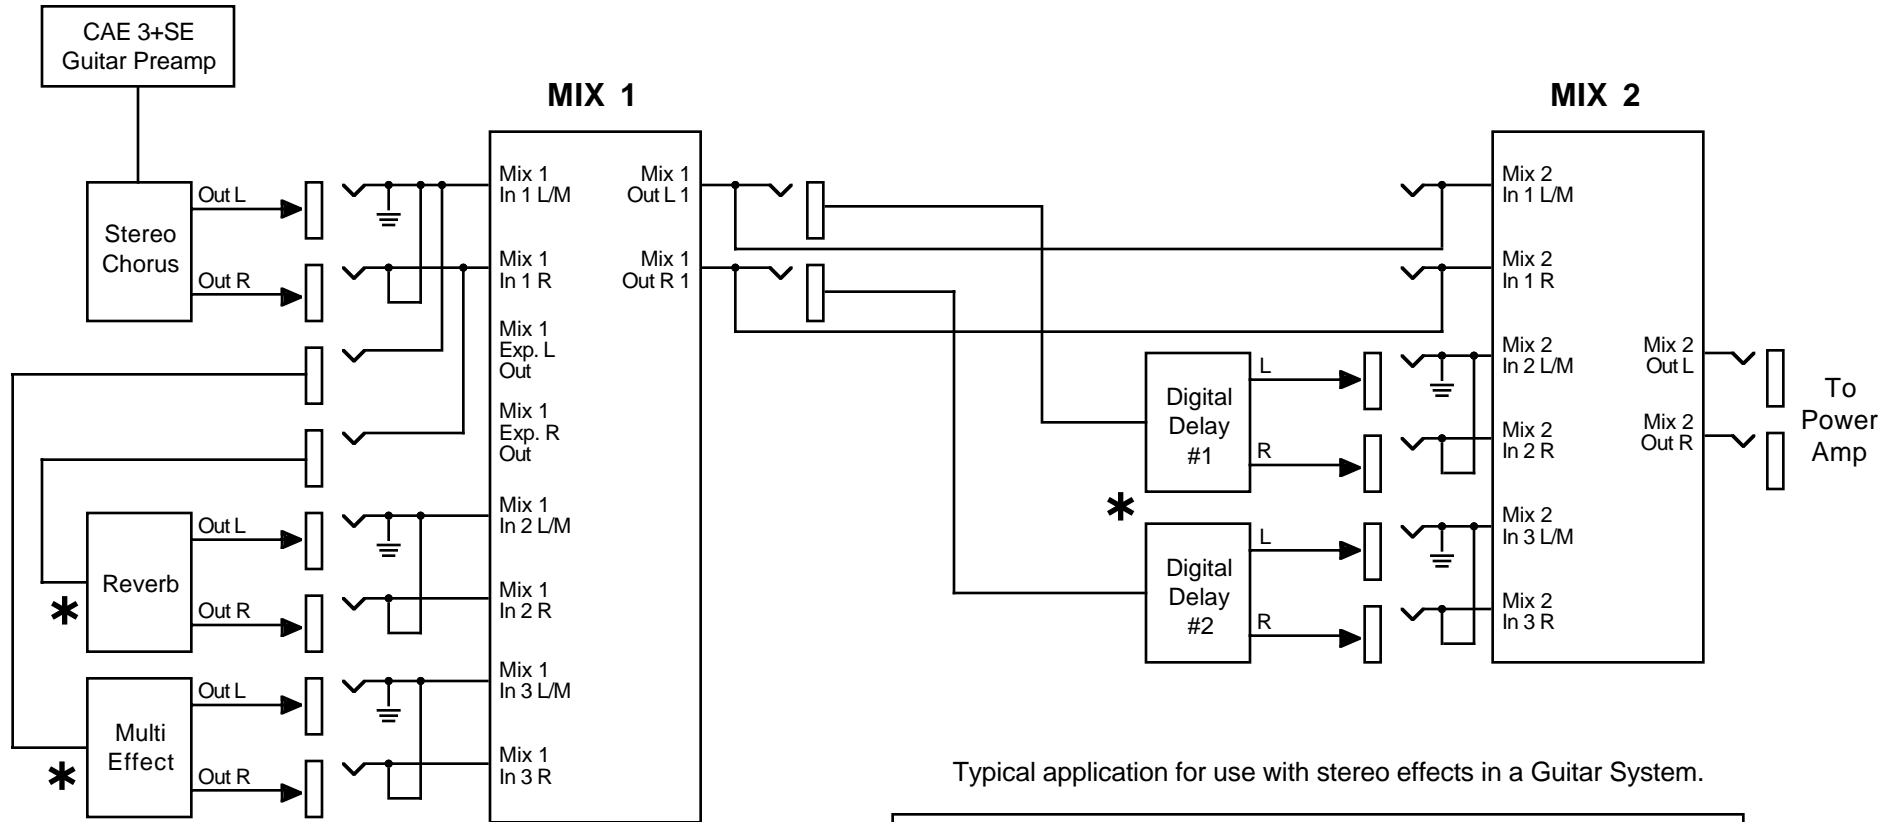 CAE 3+SE
Guitar Preamp
MIX 1
MIX 2
Stereo
Chorus
Out L
Out R
Mix 1
In 1 L/M
Mix 1
In 1 R
Mix 1
Exp. L
Out
Mix 1
Exp. R
Out
Mix 1
In 2 L/M
Mix 1
In 2 R
Mix 1
In 3 L/M
Mix 1
In 3 R
Mix 1
Out L 1
Mix 1
Out R 1
Reverb
Out L
Out R
*
Multi
Effect
Out L
Out R
*
Digital
Delay
#1
L
R
*
Digital
Delay
#2
L
R
Mix 2
In 1 L/M
Mix 2
In 1 R
Mix 2
In 2 L/M
Mix 2
In 2 R
Mix 2
In 3 L/M
Mix 2
In 3 R
Mix 2
Out L
Mix 2
Out R
To
Power
Amp
Typical application for use with stereo effects in a Guitar System.